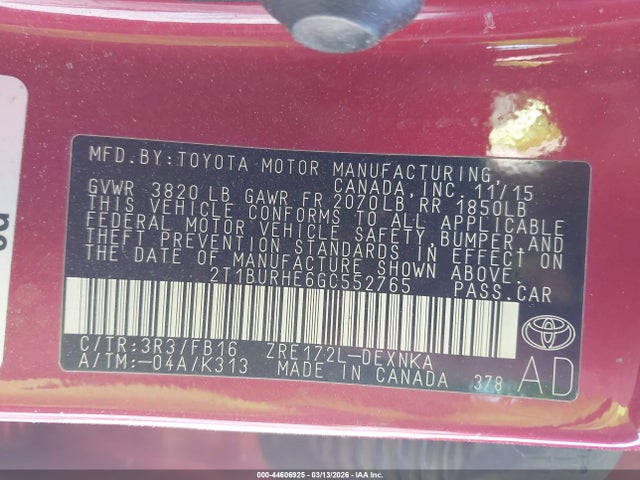 MFD. BY: TOYOTA MOTOR MANUFACTURING,
CANADA, INC. 11/15
GVWR 3820 LB GAWR FR 2070LB, RR 1850LB
THIS VEHICLE CONFORMS TO ALL APPLICABLE
FEDERAL MOTOR VEHICLE SAFETY, BUMPER AND
THEFT PREVENTION STANDARDS IN EFFECT ON
THE DATE OF MANUFACTURE SHOWN ABOVE.
2T1BURHE6GC552765 PASS. CAR
C/TR: 3R3/FB16 ZRE172L-DEXNKA
A/TM: -04A/K313 MADE IN CANADA 378
AD
000-44606925 - 03/13/2026 - IAA Inc.